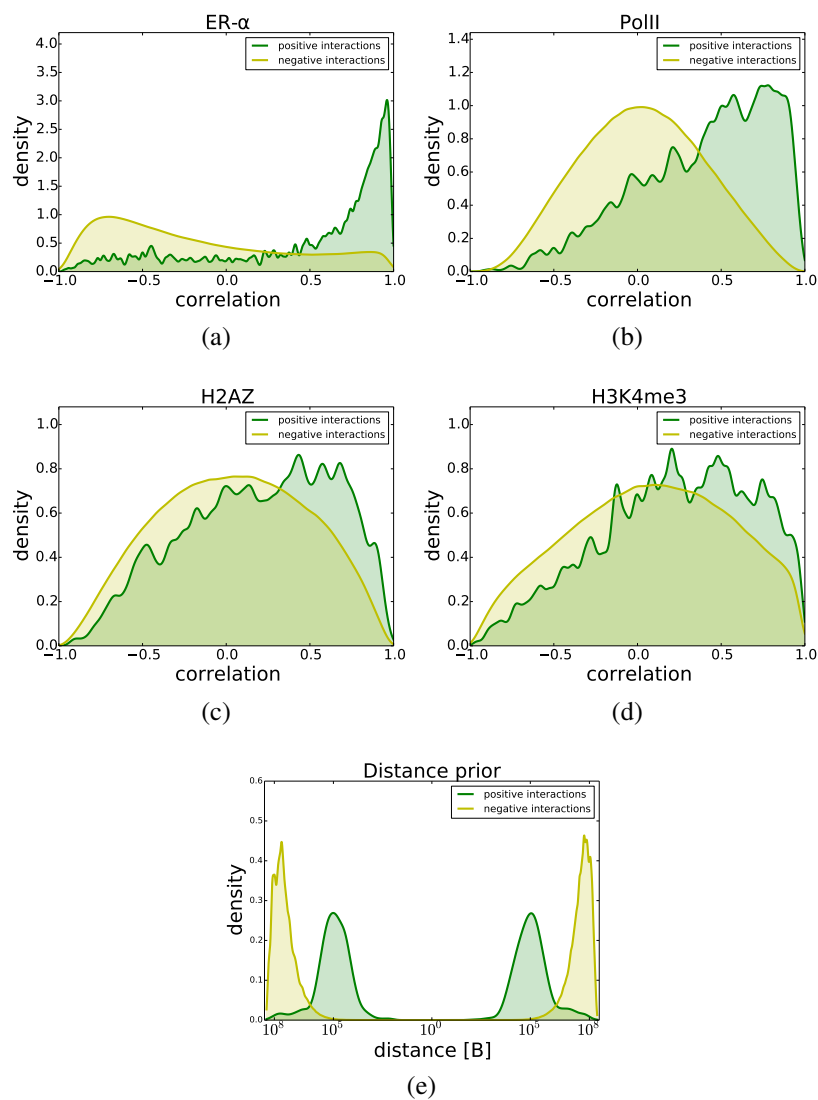 ER-α
positive interactions
negative interactions
density
4.0
3.5
3.0
2.5
2.0
1.5
1.0
0.5
0.0
−1.0 −0.5 0.0 0.5 1.0
correlation
(a)
PolII
positive interactions
negative interactions
density
1.4
1.2
1.0
0.8
0.6
0.4
0.2
0.0
−1.0 −0.5 0.0 0.5 1.0
correlation
(b)
H2AZ
positive interactions
negative interactions
density
1.0
0.8
0.6
0.4
0.2
0.0
−1.0 −0.5 0.0 0.5 1.0
correlation
(c)
H3K4me3
positive interactions
negative interactions
density
1.0
0.8
0.6
0.4
0.2
0.0
−1.0 −0.5 0.0 0.5 1.0
correlation
(d)
Distance prior
positive interactions
negative interactions
density
0.6
0.5
0.4
0.3
0.2
0.1
0.0
10⁸ 10⁵ 10⁰ 10⁵ 10⁸
distance [B]
(e)